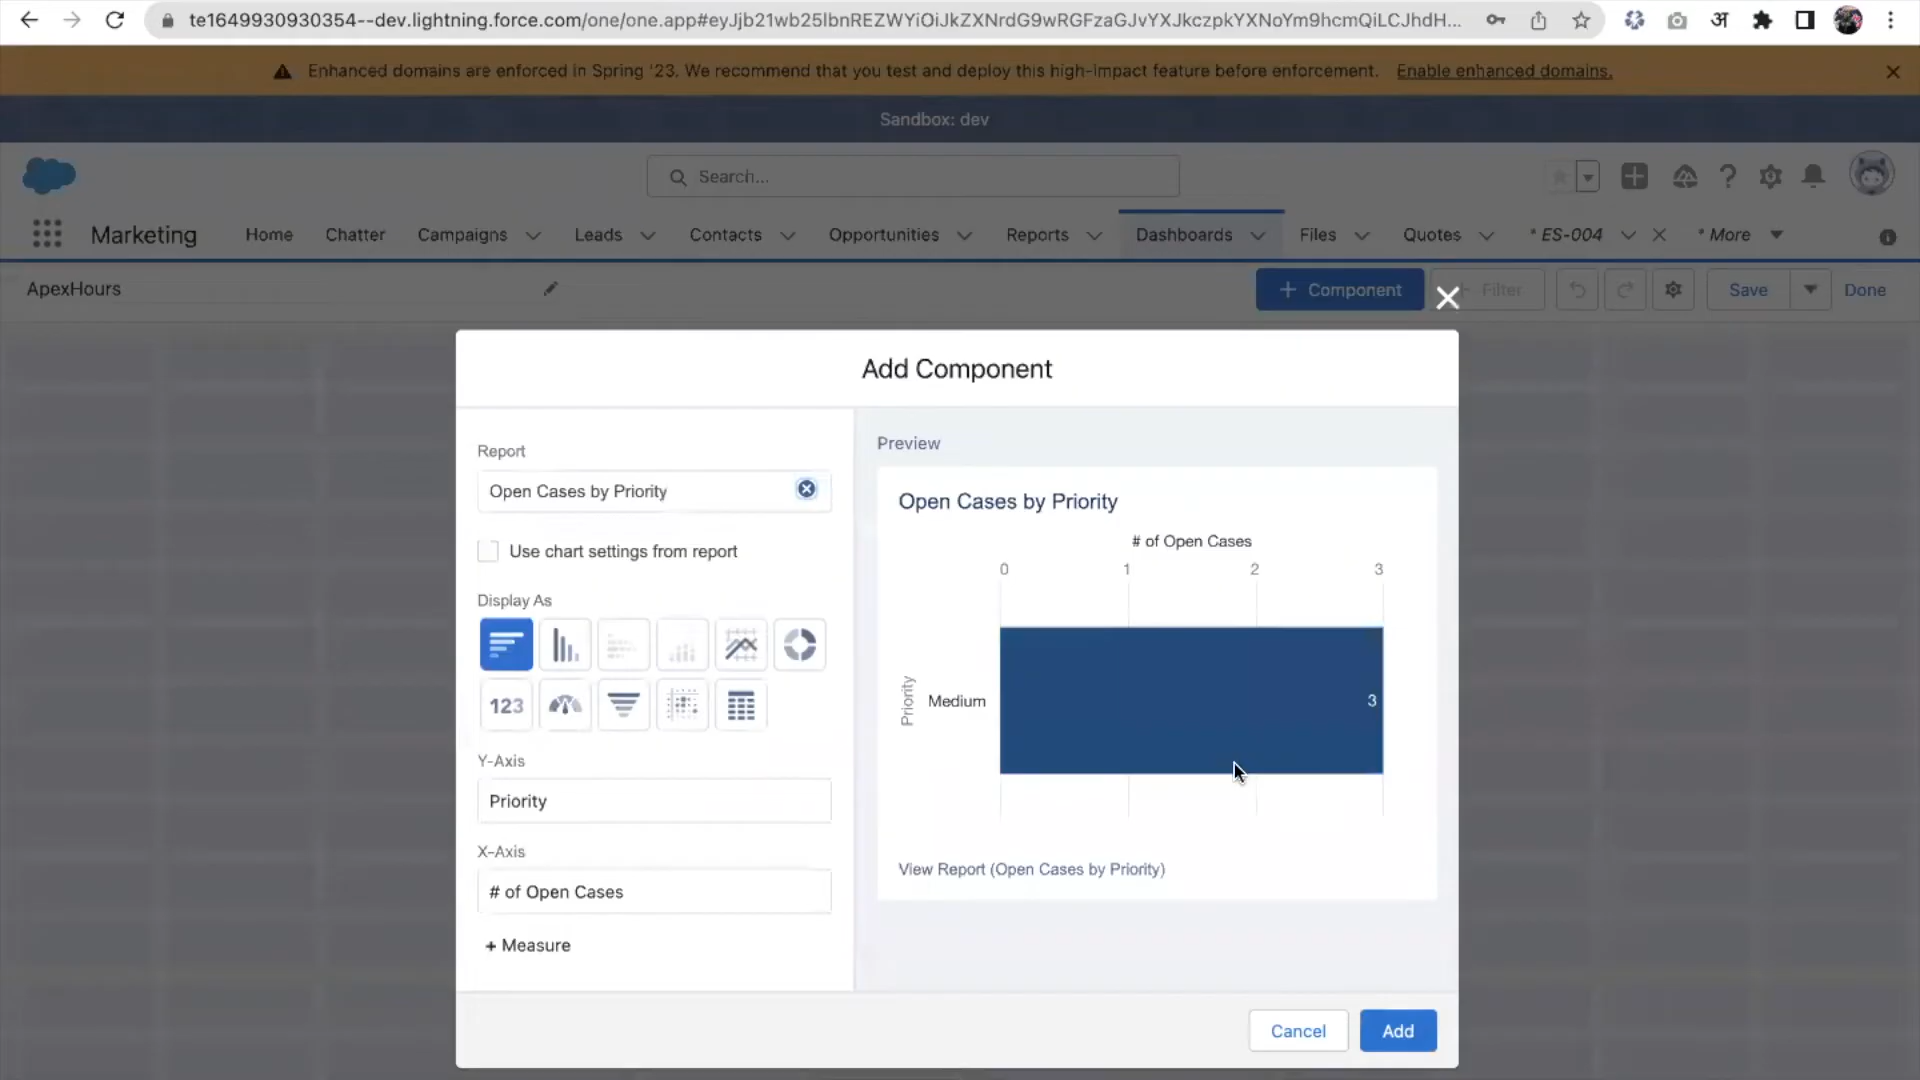 te1649930930354--dev.lightning.force.com/one/one.app#eyJjb21wb25lbnREZWYiOiJkZXNrdG9wRGFzaGJvYXJkczpkYXNoYm9hcmQiLCJhdH...
Enhanced domains are enforced in Spring '23. We recommend that you test and deploy this high-impact feature before enforcement. Enable enhanced domains.
Sandbox: dev
Search...
Marketing Home Chatter Campaigns Leads Contacts Opportunities Reports Dashboards Files Quotes * ES-004 * More
ApexHours + Component + Filter Save Done
Add Component
Report
Open Cases by Priority
Use chart settings from report
Display As
123
Y-Axis
Priority
X-Axis
# of Open Cases
+ Measure
Preview
Open Cases by Priority
# of Open Cases
0 1 2 3
Priority
Medium
3
View Report (Open Cases by Priority)
Cancel Add